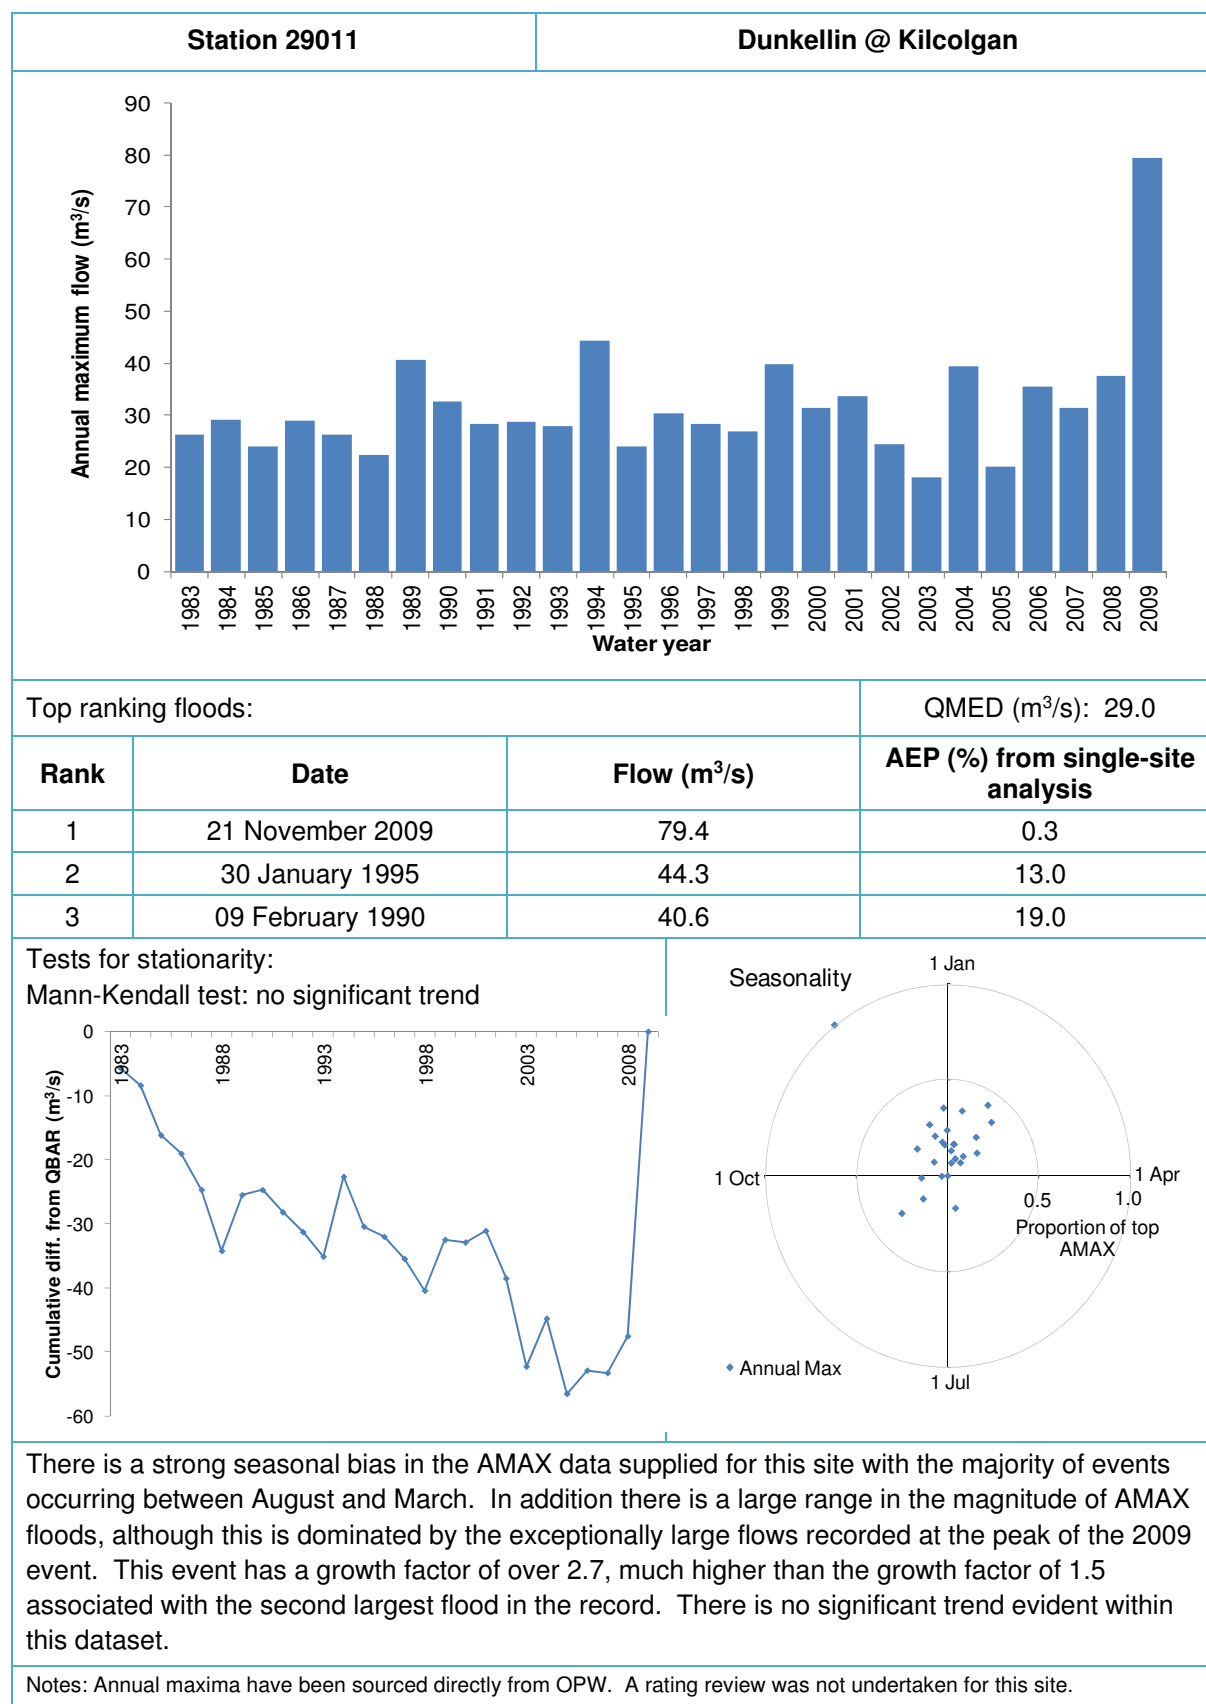 Station 29011
Dunkellin @ Kilcolgan
90
80
70
60
50
40
30
20
10
0
Annual maximum flow (m³/s)
1983
1984
1985
1986
1987
1988
1989
1990
1991
1992
1993
1994
1995
1996
1997
1998
1999
2000
2001
2002
2003
2004
2005
2006
2007
2008
2009
Water year
Top ranking floods:
QMED (m³/s): 29.0
Rank
Date
Flow (m³/s)
AEP (%) from single-site
analysis
1
21 November 2009
79.4
0.3
2
30 January 1995
44.3
13.0
3
09 February 1990
40.6
19.0
Tests for stationarity:
Mann-Kendall test: no significant trend
0
-10
-20
-30
-40
-50
-60
Cumulative diff. from QBAR (m³/s)
1983
1988
1993
1998
2003
2008
Seasonality
1 Jan
1 Oct
1 Apr
0.5
1.0
Proportion of top
AMAX
Annual Max
1 Jul
There is a strong seasonal bias in the AMAX data supplied for this site with the majority of events
occurring between August and March. In addition there is a large range in the magnitude of AMAX
floods, although this is dominated by the exceptionally large flows recorded at the peak of the 2009
event. This event has a growth factor of over 2.7, much higher than the growth factor of 1.5
associated with the second largest flood in the record. There is no significant trend evident within
this dataset.
Notes: Annual maxima have been sourced directly from OPW. A rating review was not undertaken for this site.